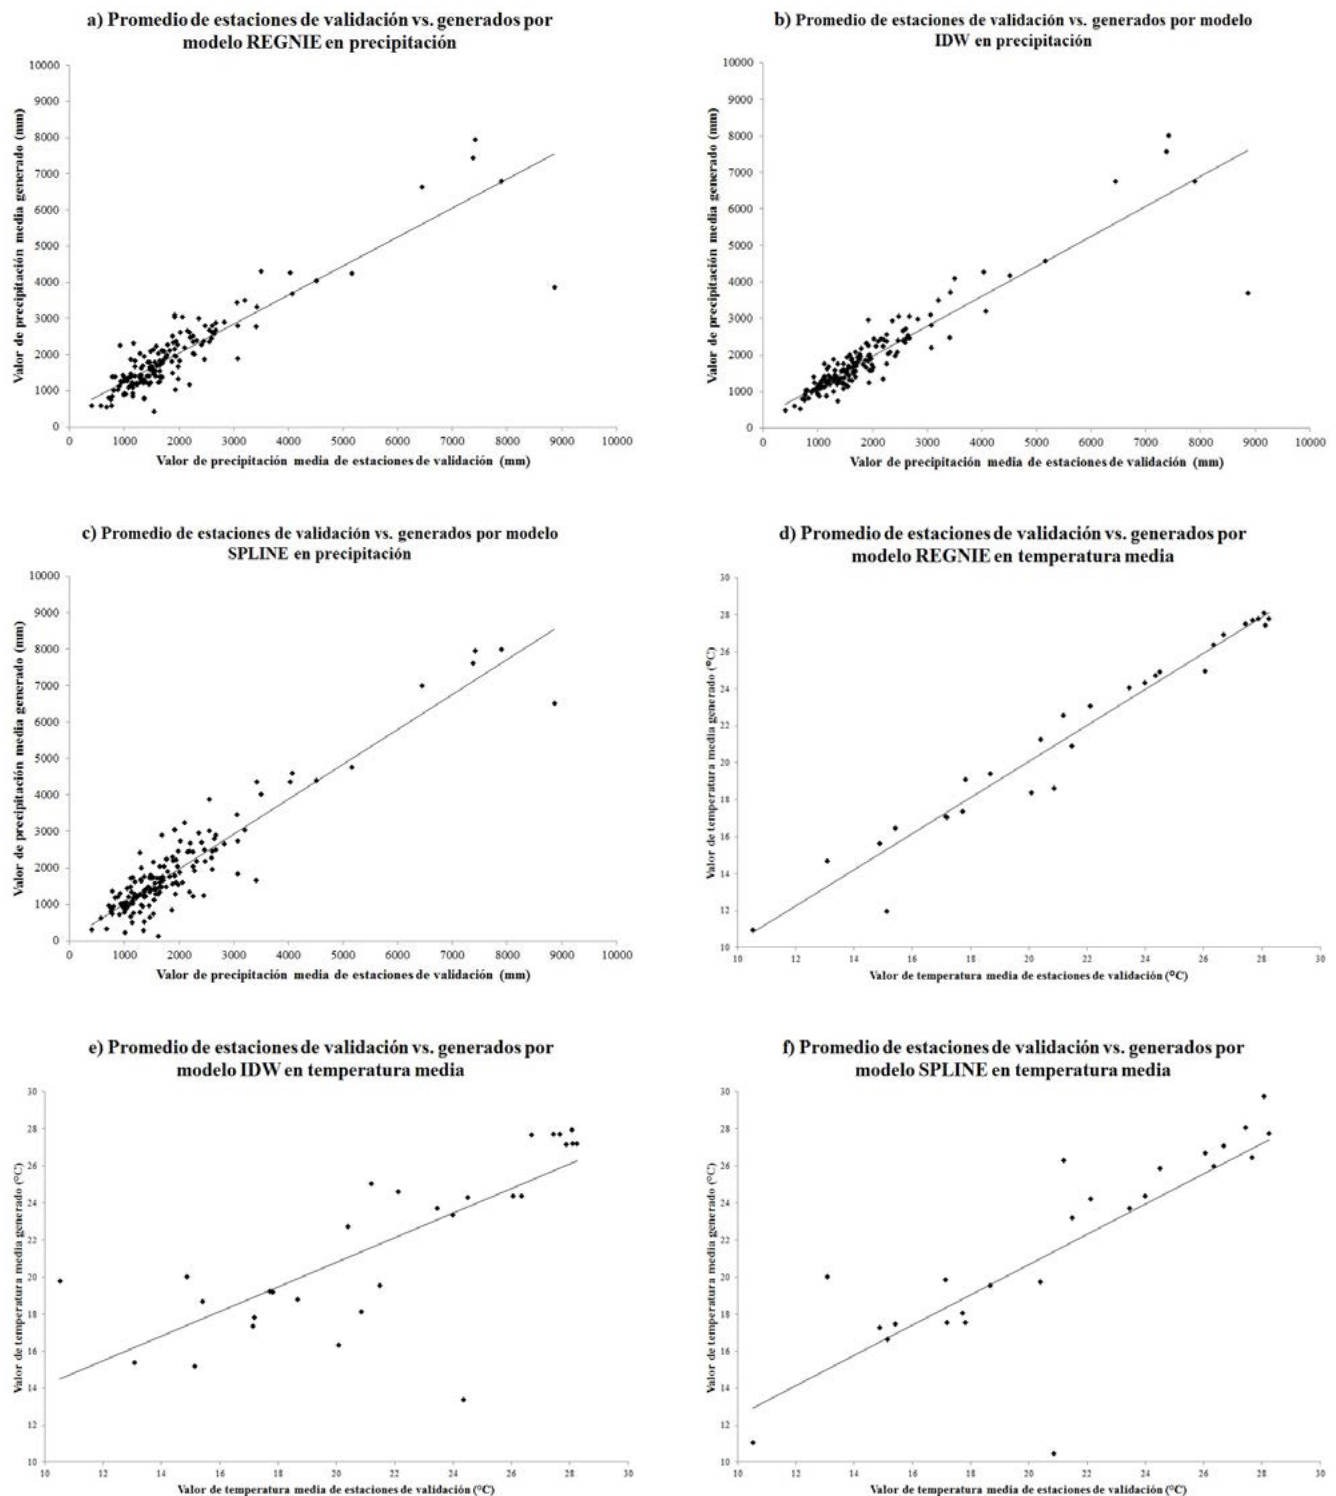 a) Promedio de estaciones de validación vs. generados por
modelo REGNIE en precipitación
10000
9000
8000
7000
6000
5000
4000
3000
2000
1000
0
Valor de precipitación media generado (mm)
0 1000 2000 3000 4000 5000 6000 7000 8000 9000 10000
Valor de precipitación media de estaciones de validación (mm)
b) Promedio de estaciones de validación vs. generados por modelo
IDW en precipitación
10000
9000
8000
7000
6000
5000
4000
3000
2000
1000
0
Valor de precipitación media generado (mm)
0 1000 2000 3000 4000 5000 6000 7000 8000 9000 10000
Valor de precipitación media de estaciones de validación (mm)
c) Promedio de estaciones de validación vs. generados por modelo
SPLINE en precipitación
10000
9000
8000
7000
6000
5000
4000
3000
2000
1000
0
Valor de precipitación media generado (mm)
0 1000 2000 3000 4000 5000 6000 7000 8000 9000 10000
Valor de precipitación media de estaciones de validación (mm)
d) Promedio de estaciones de validación vs. generados por
modelo REGNIE en temperatura media
30
28
26
24
22
20
18
16
14
12
10
Valor de temperatura media generado (°C)
10 12 14 16 18 20 22 24 26 28 30
Valor de temperatura media de estaciones de validación (°C)
e) Promedio de estaciones de validación vs. generados por
modelo IDW en temperatura media
30
28
26
24
22
20
18
16
14
12
10
Valor de temperatura media generado (°C)
10 12 14 16 18 20 22 24 26 28 30
Valor de temperatura media de estaciones de validación (°C)
f) Promedio de estaciones de validación vs. generados por
modelo SPLINE en temperatura media
30
28
26
24
22
20
18
16
14
12
10
Valor de temperatura media generado (°C)
10 12 14 16 18 20 22 24 26 28 30
Valor de temperatura media de estaciones de validación (°C)